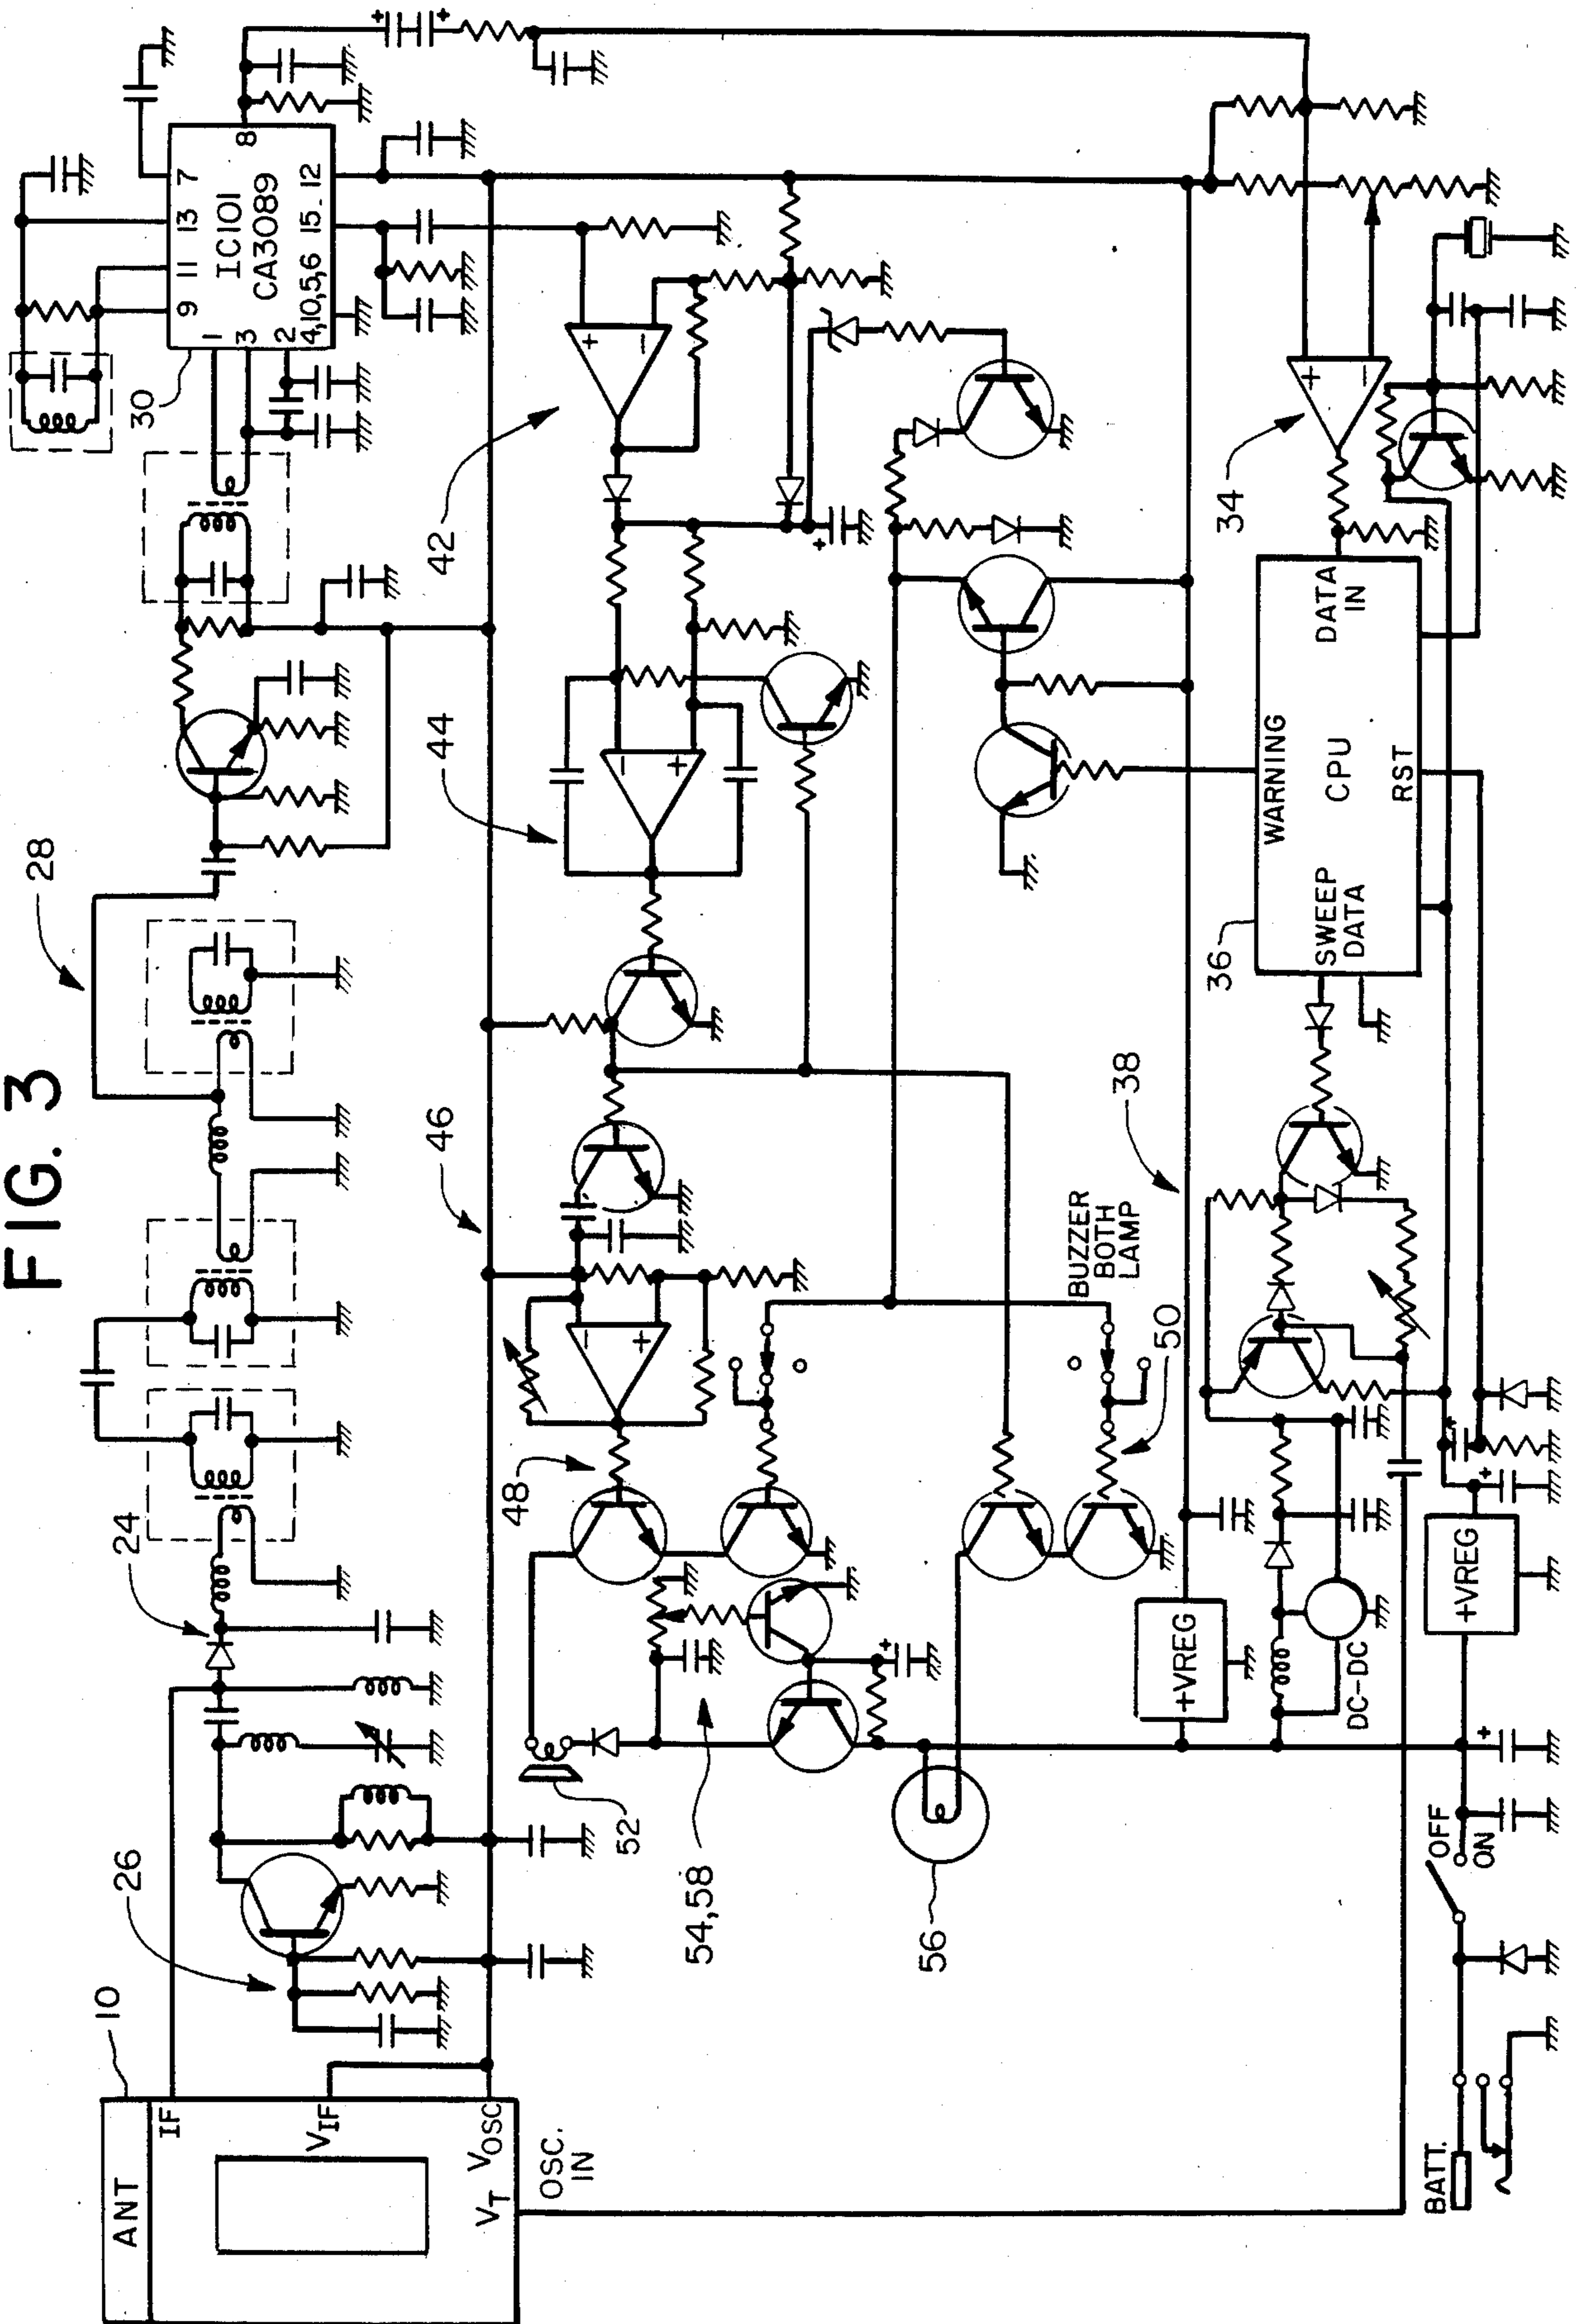 FIG. 3
10
ANT
IF
VIF
VOSC
VT
OSC.
IN
26
24
28
30
IC101
CA3089
1
3
2
4,10,5,6
9
11
13
7
8
15
12
42
44
46
48
52
54,58
56
BUZZER
BOTH
LAMP
50
38
34
36
WARNING
CPU
DATA
IN
SWEEP
DATA
RST
+VREG
DC-DC
+VREG
OFF
ON
BATT.
+
-
-
+
-
+
+
-
+
+
+
+
+
+
+